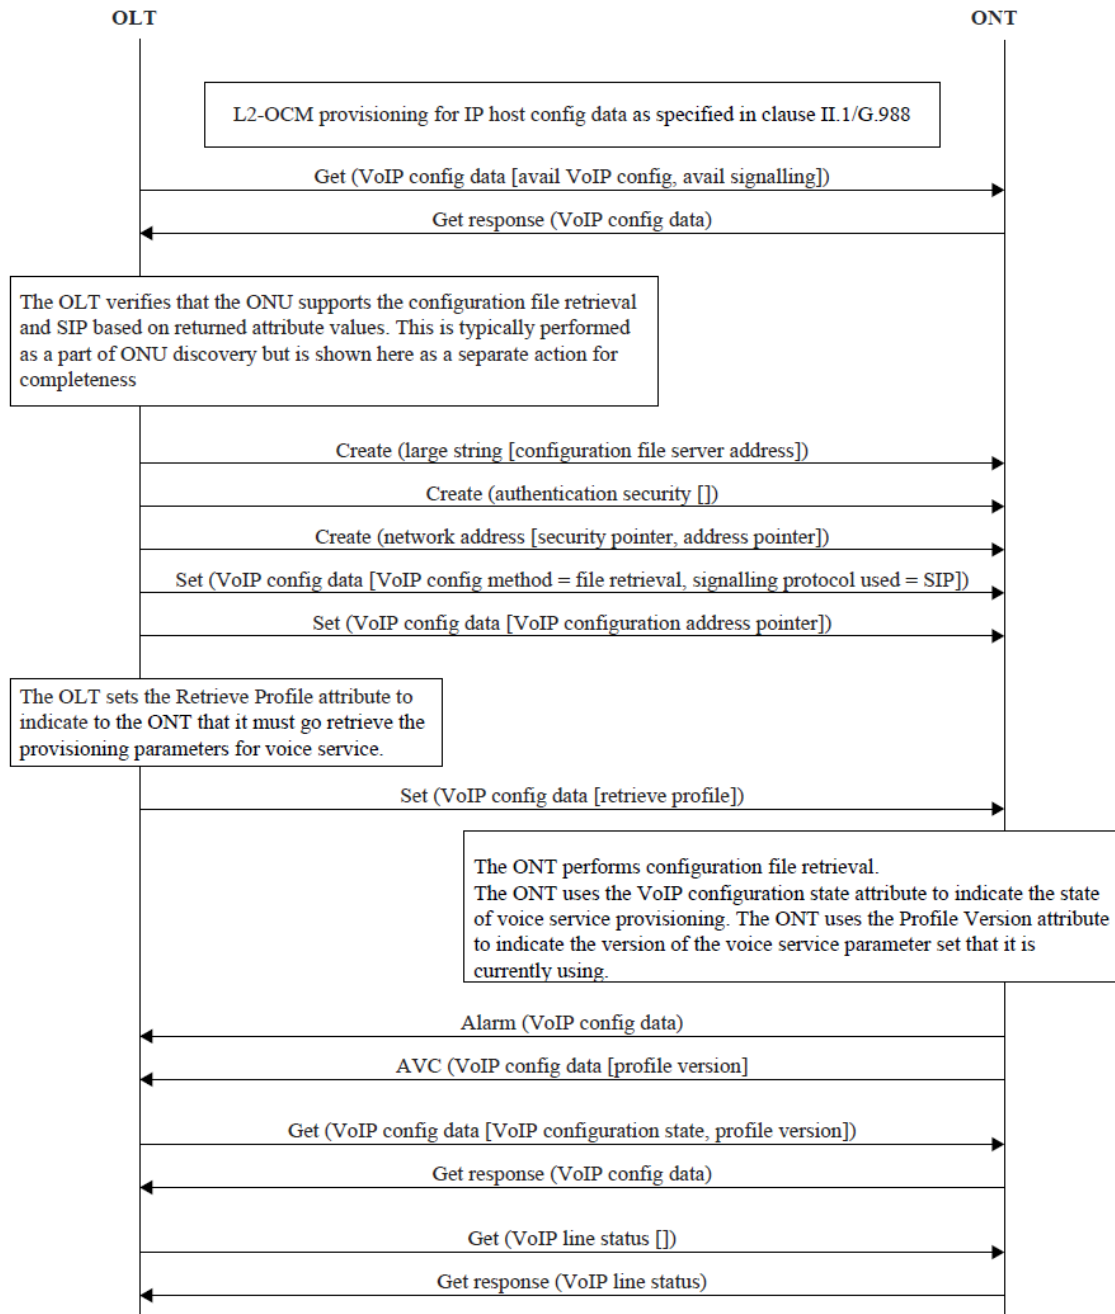 OLT
ONT
L2-OCM provisioning for IP host config data as specified in clause II.1/G.988
Get (VoIP config data [avail VoIP config, avail signalling])
Get response (VoIP config data)
The OLT verifies that the ONU supports the configuration file retrieval
and SIP based on returned attribute values. This is typically performed
as a part of ONU discovery but is shown here as a separate action for
completeness
Create (large string [configuration file server address])
Create (authentication security [])
Create (network address [security pointer, address pointer])
Set (VoIP config data [VoIP config method = file retrieval, signalling protocol used = SIP])
Set (VoIP config data [VoIP configuration address pointer])
The OLT sets the Retrieve Profile attribute to
indicate to the ONT that it must go retrieve the
provisioning parameters for voice service.
Set (VoIP config data [retrieve profile])
The ONT performs configuration file retrieval.
The ONT uses the VoIP configuration state attribute to indicate the state
of voice service provisioning. The ONT uses the Profile Version attribute
to indicate the version of the voice service parameter set that it is
currently using.
Alarm (VoIP config data)
AVC (VoIP config data [profile version]
Get (VoIP config data [VoIP configuration state, profile version])
Get response (VoIP config data)
Get (VoIP line status [])
Get response (VoIP line status)